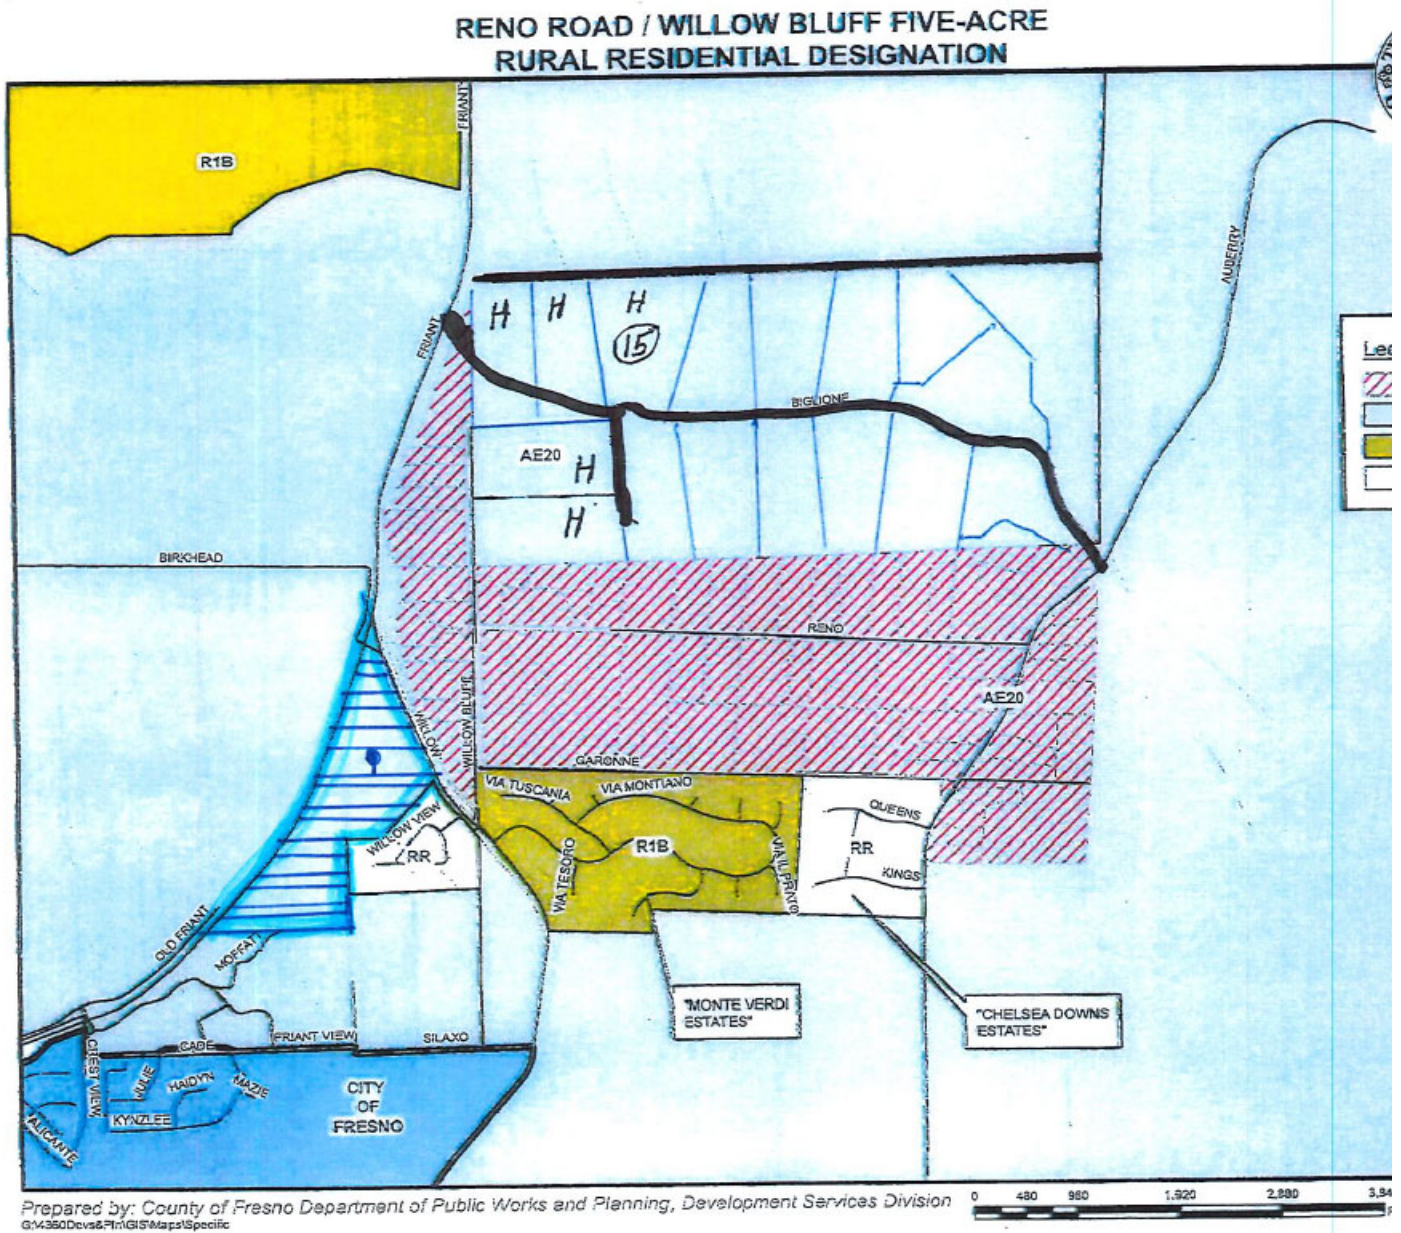 RENO ROAD / WILLOW BLUFF FIVE-ACRE
RURAL RESIDENTIAL DESIGNATION
FRIANT
R1B
AUBERRY
H H H
15
FRIANT
BIGLIONE
AE20 H
H
BIRKHEAD
RENO
AE20
WILLOW
WILLOW BLUFF
GARONNE
VIA TUSCANIA
VIA MONTIANO
QUEENS
WILLOW VIEW
RR
R1B
RR
VIA TESORO
KINGS
OLD FRIANT
MOFFATT
"MONTE VERDI
ESTATES"
"CHELSEA DOWNS
ESTATES"
FRIANT VIEW
SILAXO
CADE
CREST VIEW
JULIE
HAIDYN
MAZIE
KYNZLEE
ALICANTE
CITY
OF
FRESNO
Prepared by: County of Fresno Department of Public Works and Planning, Development Services Division
0 480 960 1,920 2,880